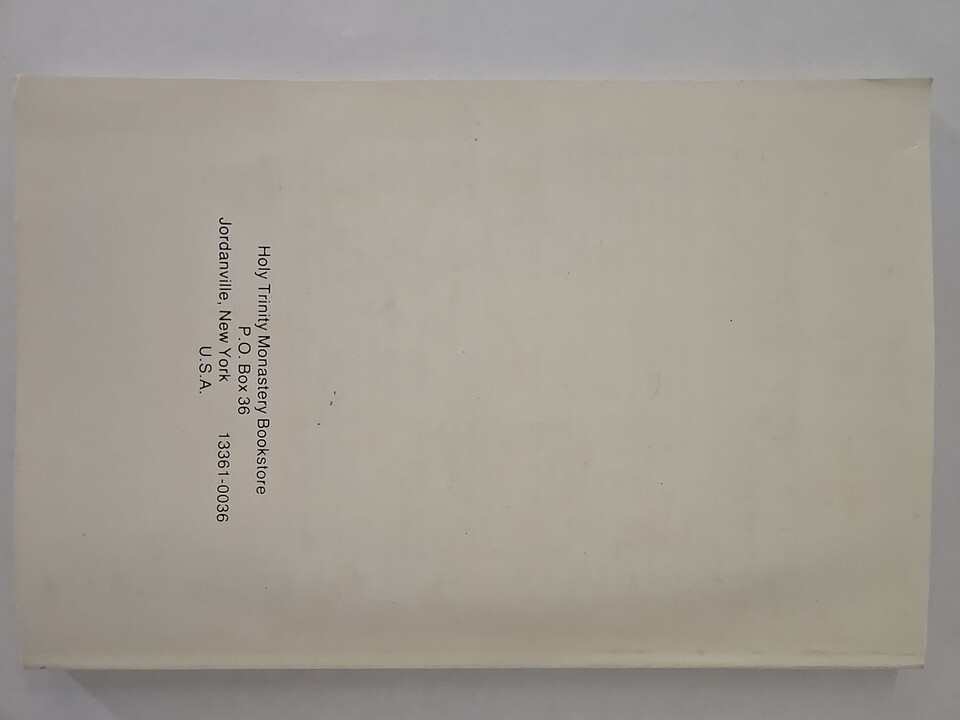 Holy Trinity Monastery Bookstore
P.O. Box 36
Jordanville, New York 13361-0036
U.S.A.